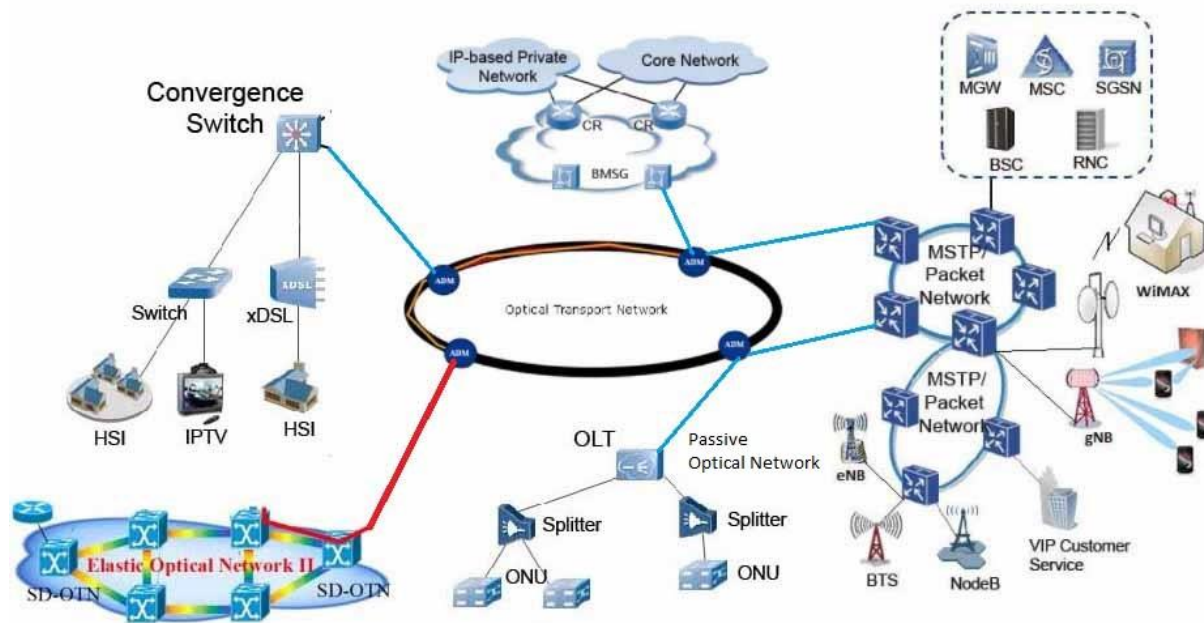 IP-based Private
Network
Core Network
CR
CR
BMSG
Convergence
Switch
Switch
xDSL
xDSL
HSI
IPTV
HSI
MGW
MSC
SGSN
BSC
RNC
ADM
ADM
Optical Transport Network
ADM
ADM
MSTP/
Packet
Network
WiMAX
MSTP/
Packet
Network
gNB
eNB
BTS
NodeB
VIP Customer
Service
OLT
Passive
Optical Network
Splitter
Splitter
ONU
ONU
Elastic Optical Network II
SD-OTN
SD-OTN